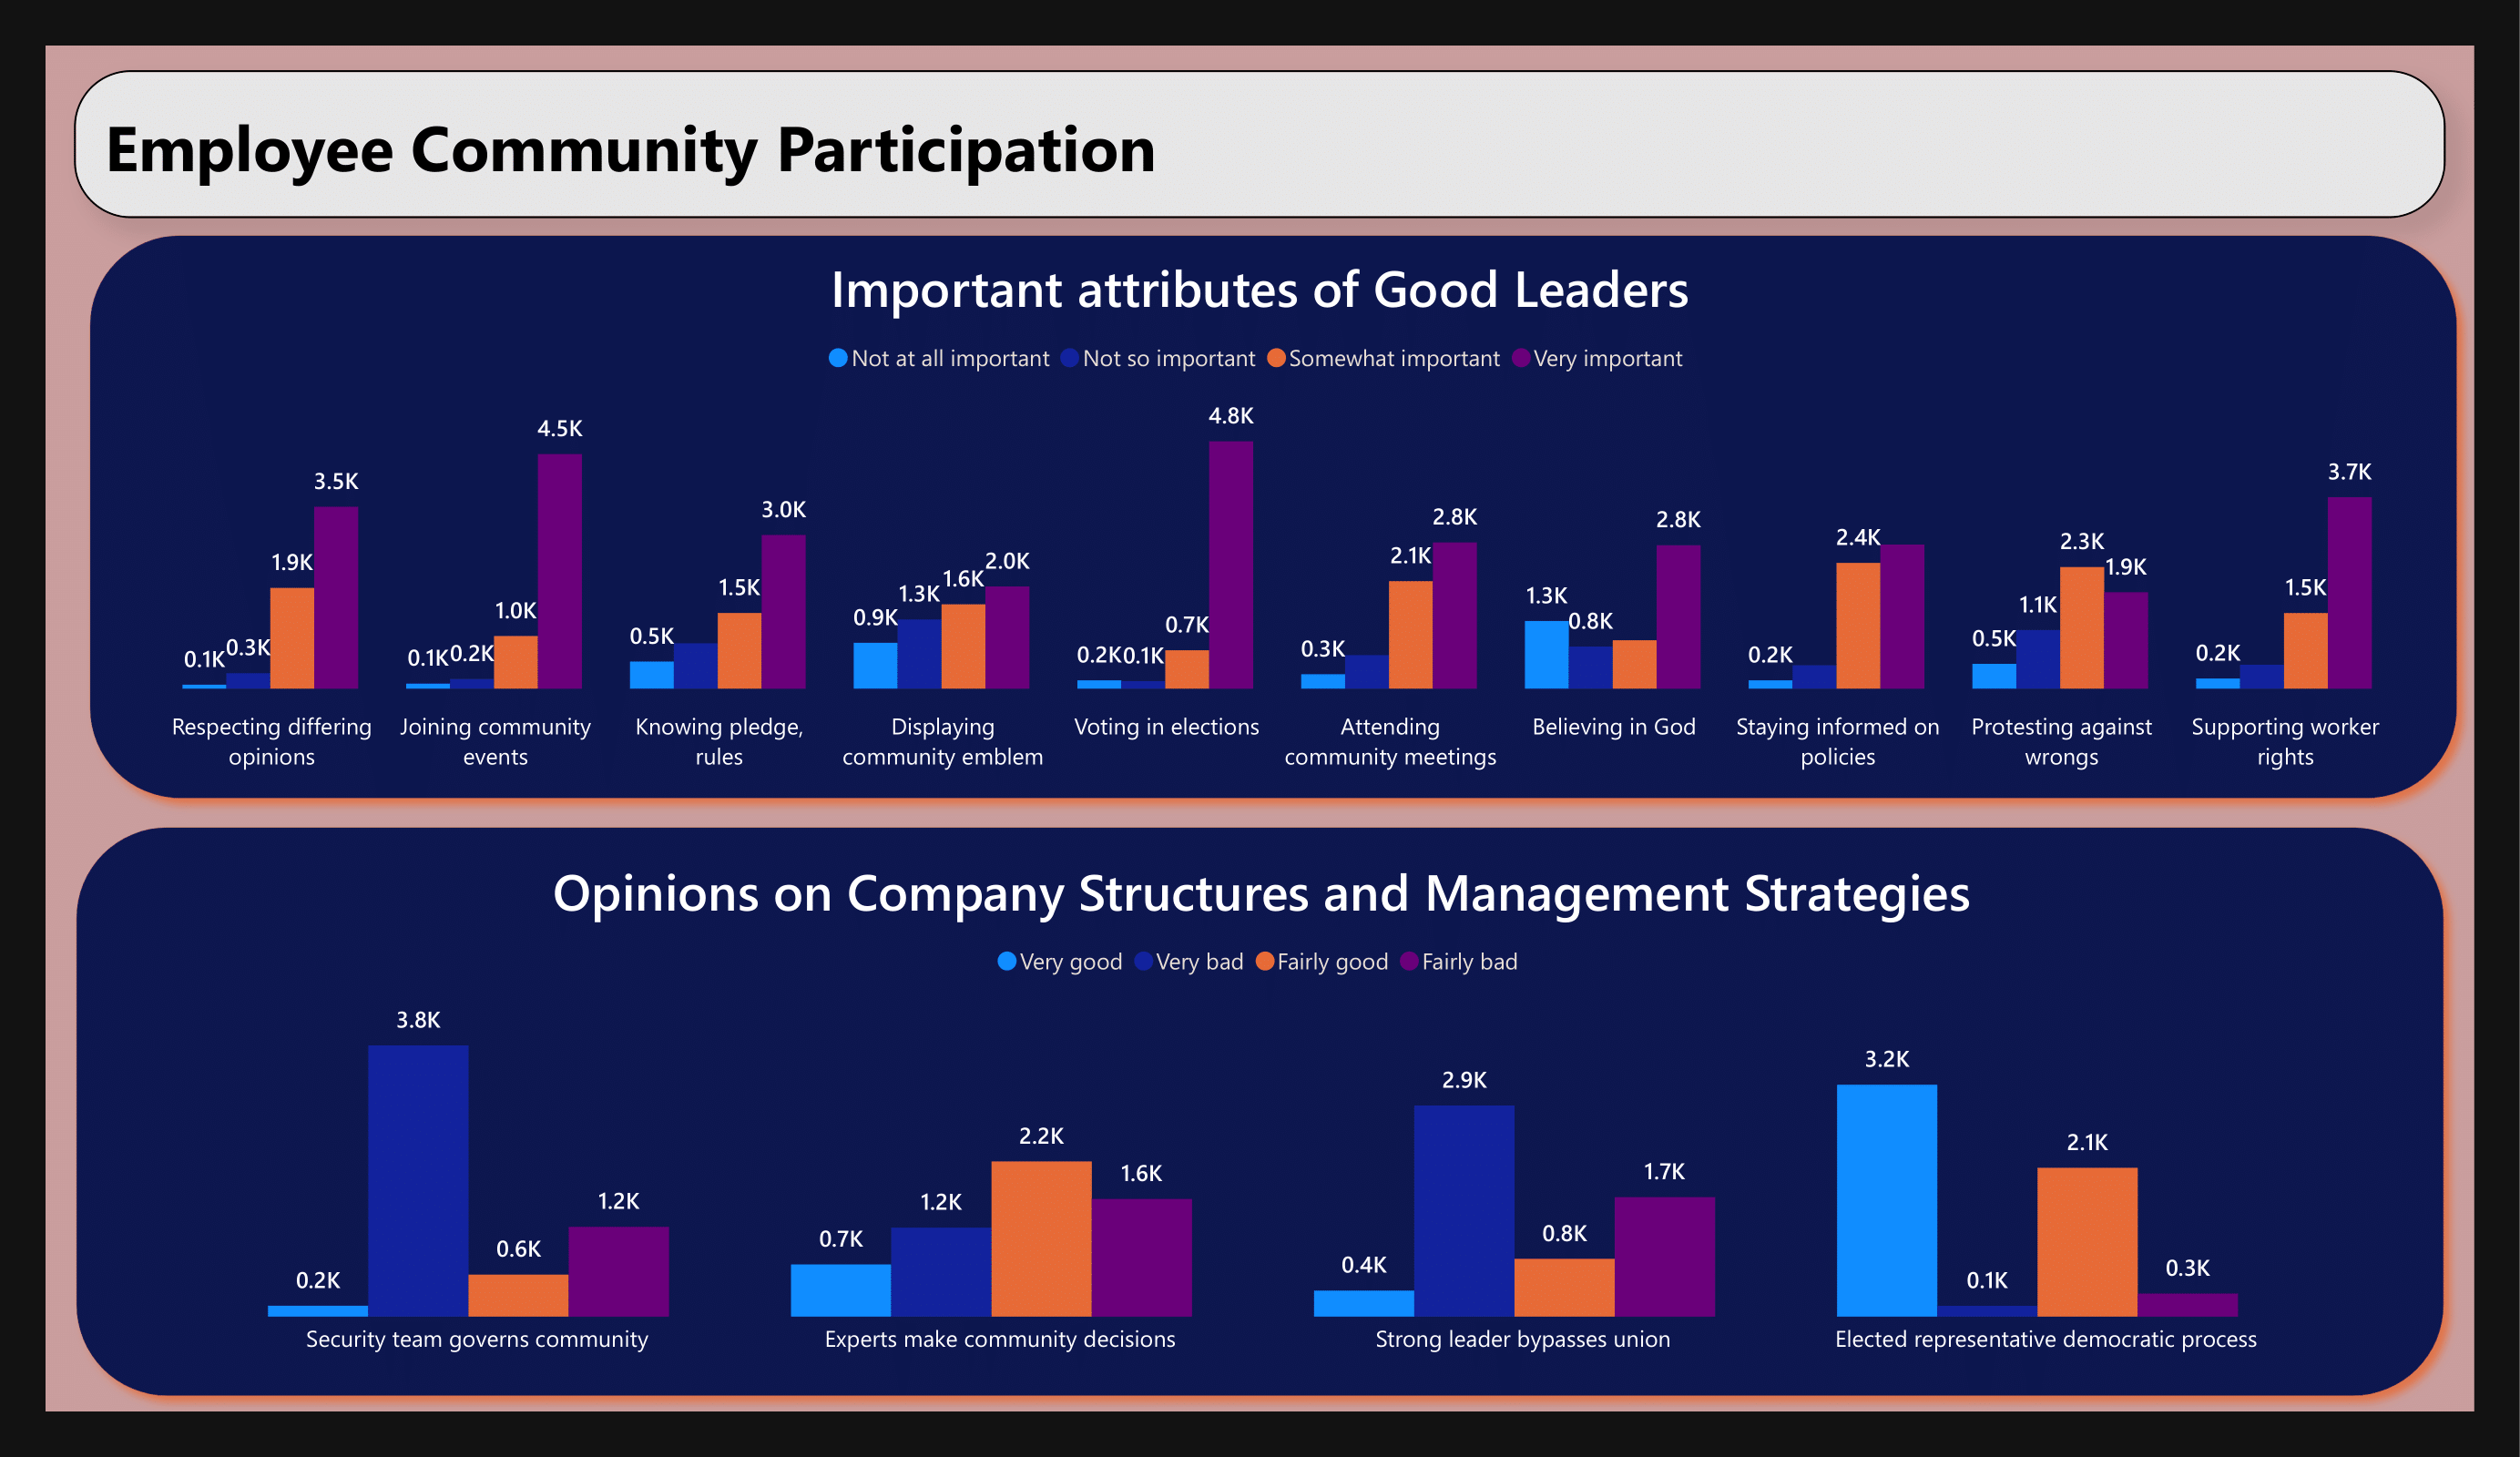 Employee Community Participation
Important attributes of Good Leaders
Not at all important Not so important Somewhat important Very important
0.1K 0.3K 1.9K 3.5K
0.1K 0.2K 1.0K 4.5K
0.5K 1.5K 3.0K
0.9K 1.3K 1.6K 2.0K
0.2K 0.1K 0.7K 4.8K
0.3K 2.1K 2.8K
1.3K 0.8K 2.8K
0.2K 2.4K
0.5K 1.1K 2.3K 1.9K
0.2K 1.5K 3.7K
Respecting differing
opinions
Joining community
events
Knowing pledge,
rules
Displaying
community emblem
Voting in elections
Attending
community meetings
Believing in God
Staying informed on
policies
Protesting against
wrongs
Supporting worker
rights
Opinions on Company Structures and Management Strategies
Very good Very bad Fairly good Fairly bad
0.2K 3.8K 0.6K 1.2K
0.7K 1.2K 2.2K 1.6K
0.4K 2.9K 0.8K 1.7K
3.2K 0.1K 2.1K 0.3K
Security team governs community
Experts make community decisions
Strong leader bypasses union
Elected representative democratic process